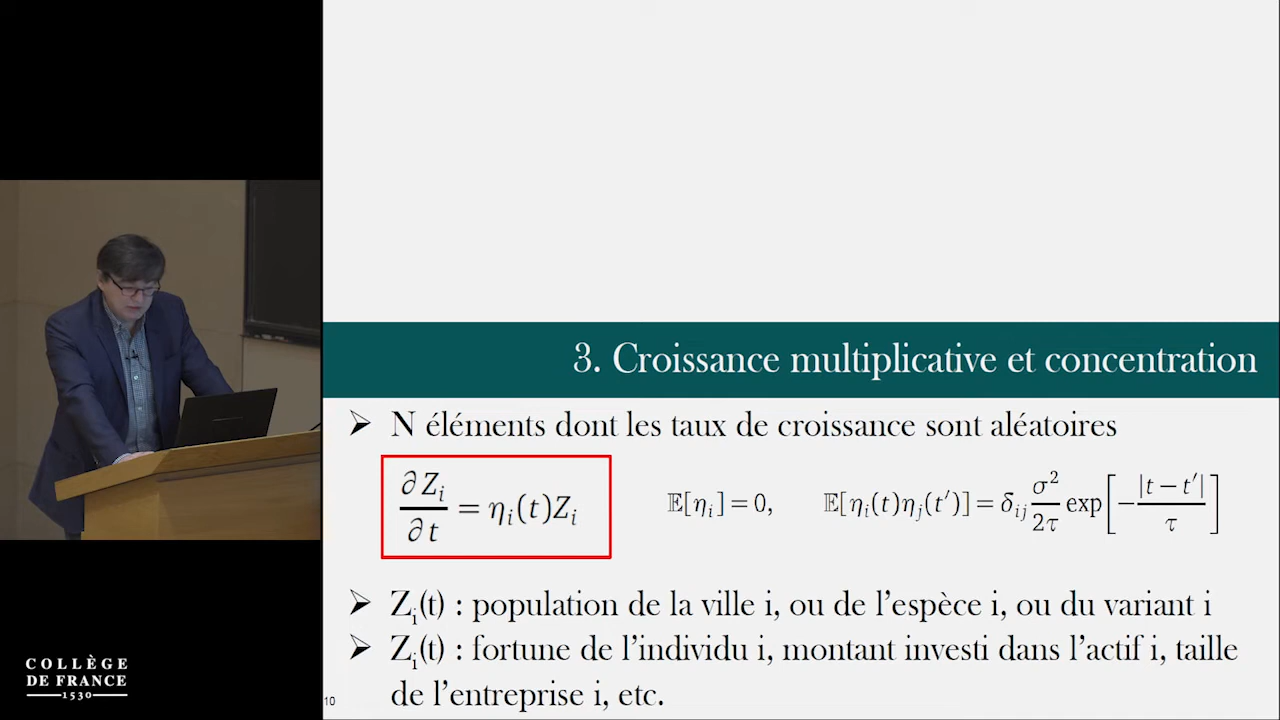 3. Croissance multiplicative et concentration
➢ N éléments dont les taux de croissance sont aléatoires
∂Z_i/∂t = η_i(t)Z_i    𝔼[η_i] = 0,    𝔼[η_i(t)η_j(t′)] = δ_ij σ²/2τ exp[−|t − t′|/τ]
➢ Z_i(t) : population de la ville i, ou de l’espèce i, ou du variant i
➢ Z_i(t) : fortune de l’individu i, montant investi dans l’actif i, taille
de l’entreprise i, etc.
10
COLLÈGE
DE FRANCE
1530